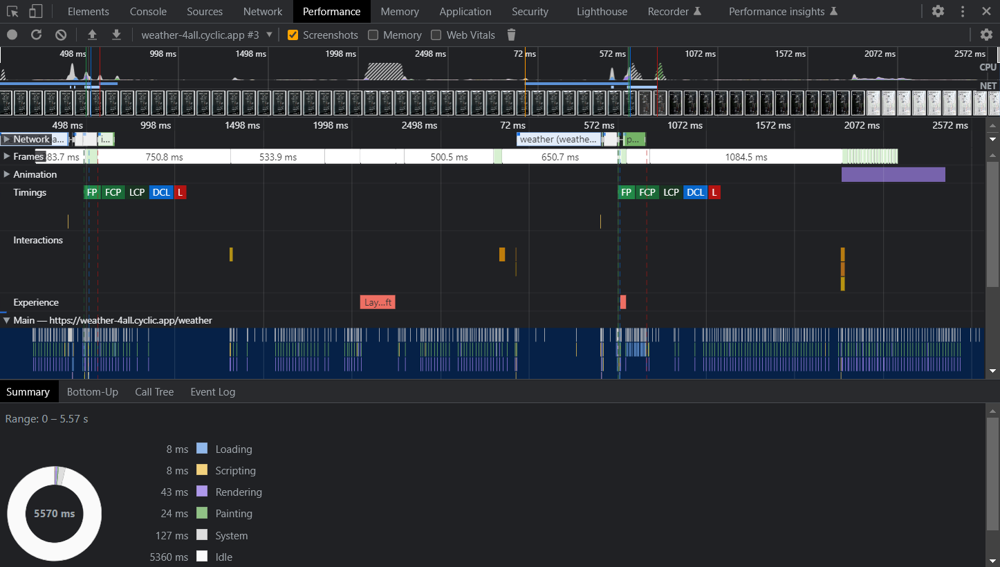 Elements Console Sources Network Performance Memory Application Security Lighthouse Recorder Performance insights
weather-4all.cyclic.app #3 Screenshots Memory Web Vitals
498 ms 998 ms 1498 ms 1998 ms 2498 ms 72 ms 572 ms 1072 ms 1572 ms 2072 ms 2572 ms
CPU
NET
498 ms 998 ms 1498 ms 1998 ms 2498 ms 72 ms 572 ms 1072 ms 1572 ms 2072 ms 2572 ms
Network a... i... weather (weathe... p...
Frames 83.7 ms 750.8 ms 533.9 ms 500.5 ms 650.7 ms 1084.5 ms
Animation
Timings FP FCP LCP DCL L FP FCP LCP DCL L
Interactions
Experience Lay...ft
Main — https://weather-4all.cyclic.app/weather
Summary Bottom-Up Call Tree Event Log
Range: 0 – 5.57 s
8 ms Loading
8 ms Scripting
43 ms Rendering
5570 ms
24 ms Painting
127 ms System
5360 ms Idle